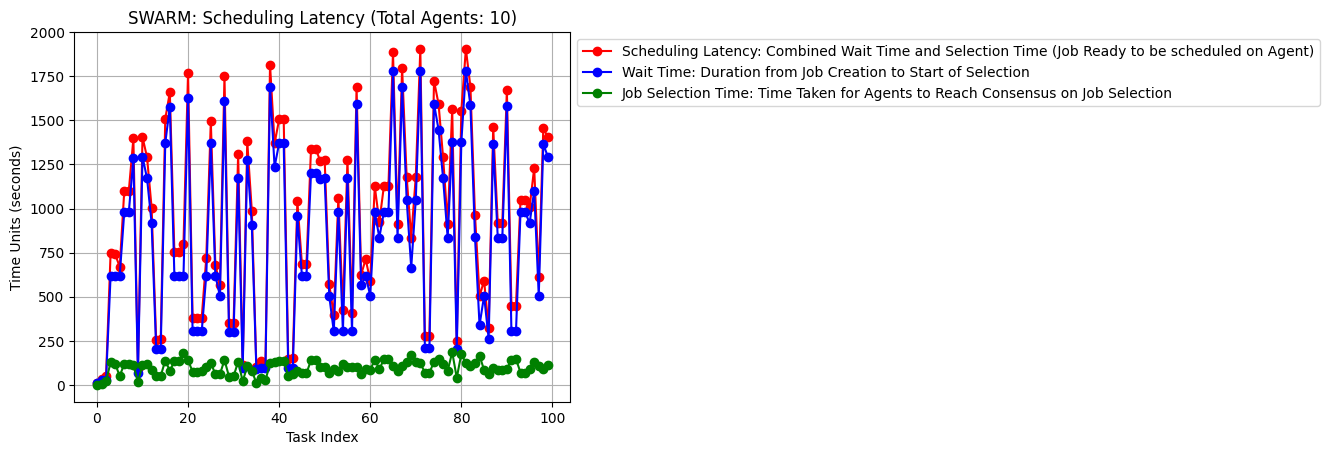 SWARM: Scheduling Latency (Total Agents: 10)
Scheduling Latency: Combined Wait Time and Selection Time (Job Ready to be scheduled on Agent)
Wait Time: Duration from Job Creation to Start of Selection
Job Selection Time: Time Taken for Agents to Reach Consensus on Job Selection
Time Units (seconds)
2000
1750
1500
1250
1000
750
500
250
0
0 20 40 60 80 100
Task Index